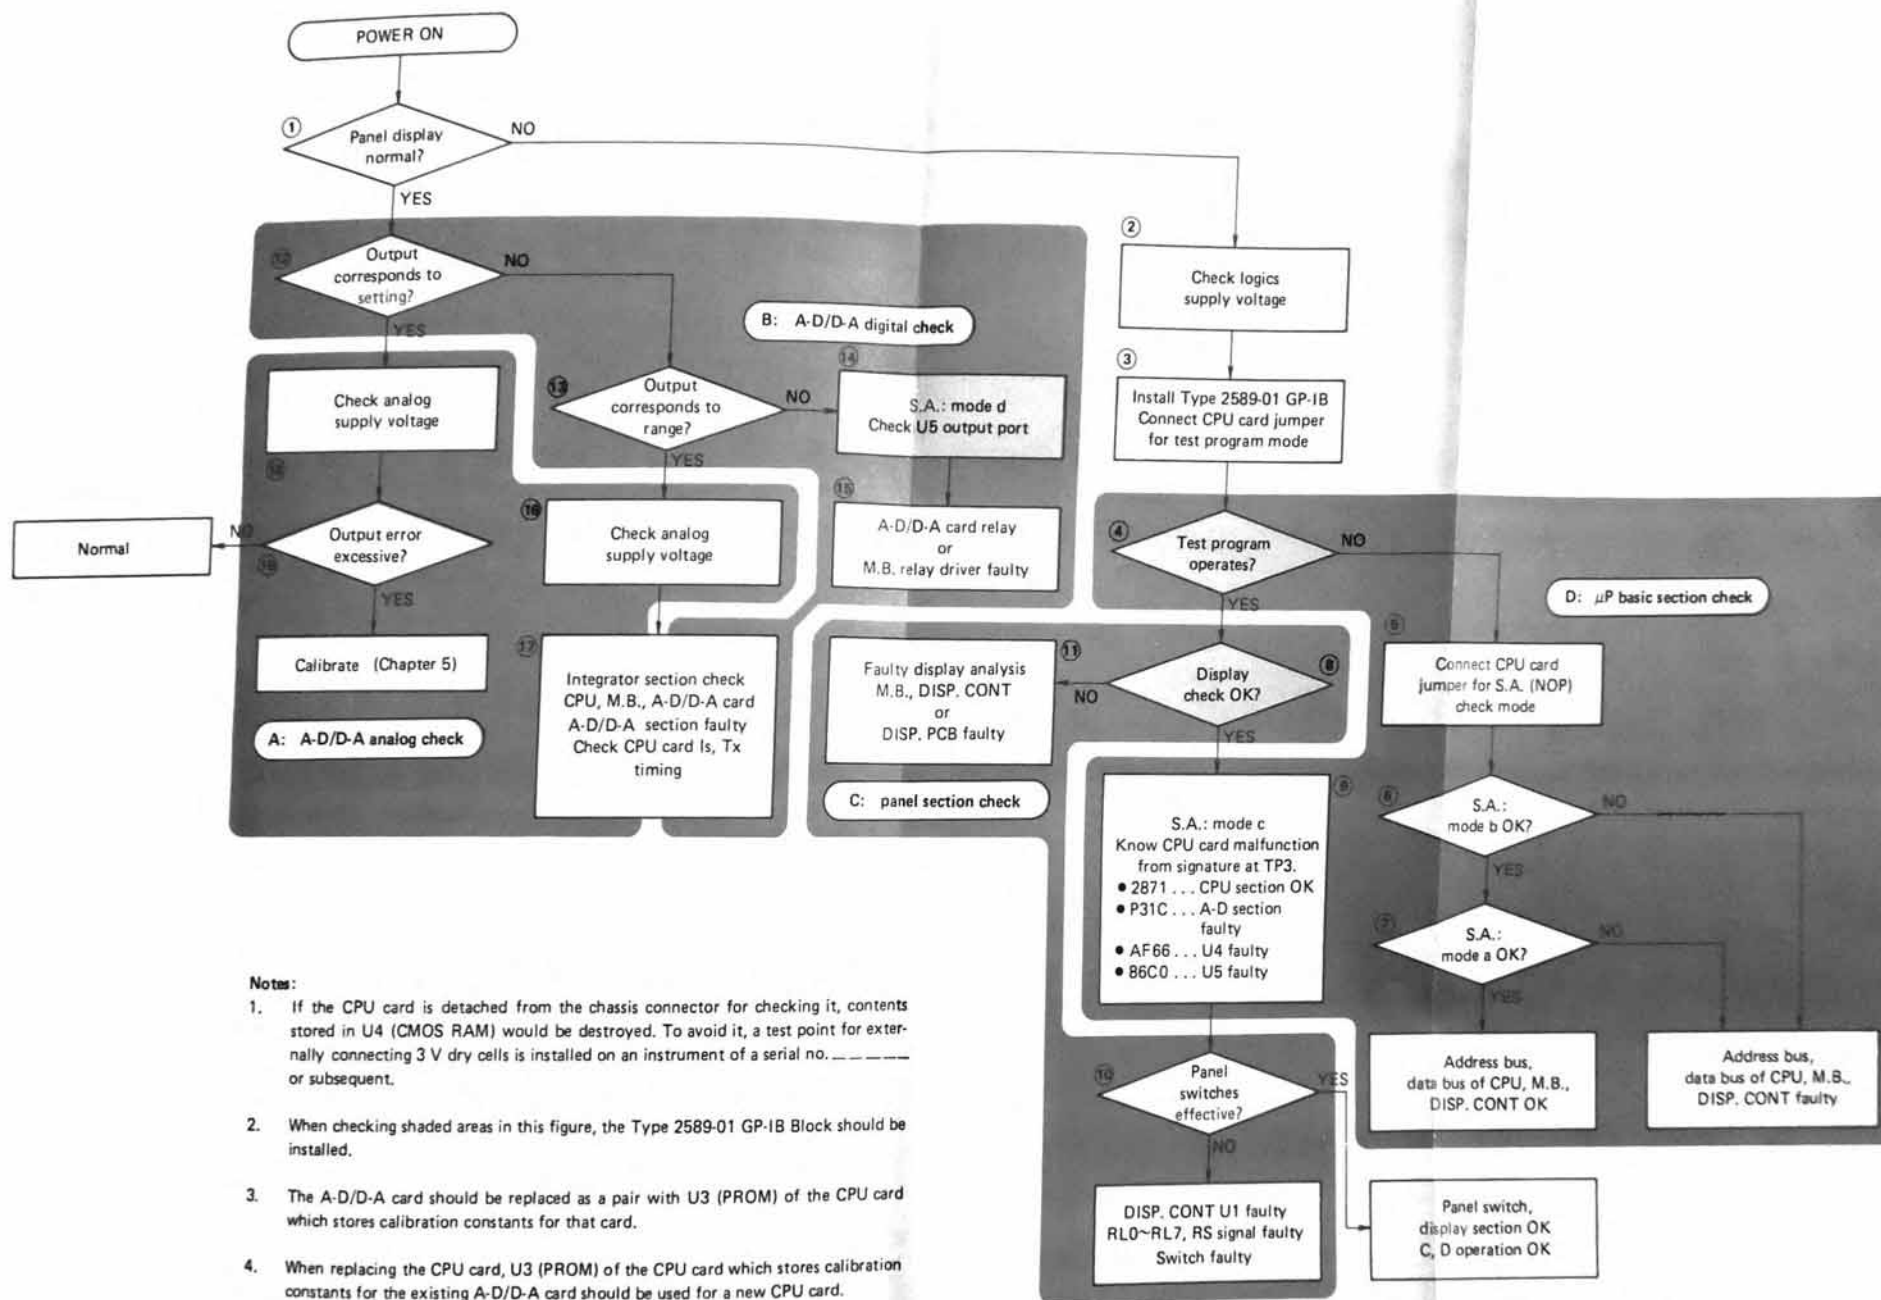 POWER ON
①
Panel display
normal?
NO
YES
⑫
Output
corresponds to
setting?
NO
YES
B: A-D/D-A digital check
Check analog
supply voltage
⑬
Output
corresponds to
range?
NO
YES
⑭
S.A.: mode d
Check U5 output port
⑮
A-D/D-A card relay
or
M.B. relay driver faulty
Output error
excessive?
NO
YES
Normal
Calibrate (Chapter 5)
A: A-D/D-A analog check
⑯
Check analog
supply voltage
⑰
Integrator section check
CPU, M.B., A-D/D-A card
A-D/D-A section faulty
Check CPU card Is, Tx
timing
②
Check logics
supply voltage
③
Install Type 2589-01 GP-IB
Connect CPU card jumper
for test program mode
④
Test program
operates?
NO
YES
D: μP basic section check
⑧
Display
check OK?
NO
YES
⑪
Faulty display analysis
M.B., DISP. CONT
or
DISP. PCB faulty
C: panel section check
⑤
Connect CPU card
jumper for S.A. (NOP)
check mode
⑥
S.A.:
mode b OK?
NO
YES
⑦
S.A.:
mode a OK?
NO
YES
Address bus,
data bus of CPU, M.B.,
DISP. CONT OK
Address bus,
data bus of CPU, M.B.,
DISP. CONT faulty
⑨
S.A.: mode c
Know CPU card malfunction
from signature at TP3.
● 2871 . . . CPU section OK
● P31C . . . A-D section
faulty
● AF66 . . . U4 faulty
● 86C0 . . . U5 faulty
⑩
Panel
switches
effective?
YES
NO
DISP. CONT U1 faulty
RL0~RL7, RS signal faulty
Switch faulty
Panel switch,
display section OK
C, D operation OK
Notes:
1. If the CPU card is detached from the chassis connector for checking it, contents
stored in U4 (CMOS RAM) would be destroyed. To avoid it, a test point for exter-
nally connecting 3 V dry cells is installed on an instrument of a serial no. _ _ _ _ _
or subsequent.
2. When checking shaded areas in this figure, the Type 2589-01 GP-IB Block should be
installed.
3. The A-D/D-A card should be replaced as a pair with U3 (PROM) of the CPU card
which stores calibration constants for that card.
4. When replacing the CPU card, U3 (PROM) of the CPU card which stores calibration
constants for the existing A-D/D-A card should be used for a new CPU card.